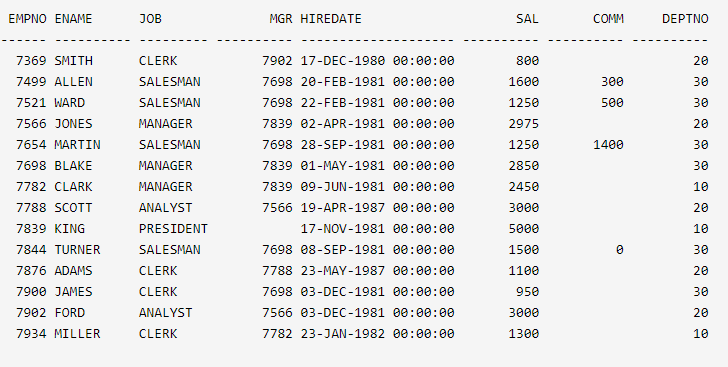 EMPNO ENAME      JOB              MGR HIREDATE                    SAL       COMM     DEPTNO
------ ---------- --------- ---------- -------------------- ---------- ---------- ----------
  7369 SMITH      CLERK           7902 17-DEC-1980 00:00:00        800                    20
  7499 ALLEN      SALESMAN        7698 20-FEB-1981 00:00:00       1600        300         30
  7521 WARD       SALESMAN        7698 22-FEB-1981 00:00:00       1250        500         30
  7566 JONES      MANAGER         7839 02-APR-1981 00:00:00       2975                    20
  7654 MARTIN     SALESMAN        7698 28-SEP-1981 00:00:00       1250       1400         30
  7698 BLAKE      MANAGER         7839 01-MAY-1981 00:00:00       2850                    30
  7782 CLARK      MANAGER         7839 09-JUN-1981 00:00:00       2450                    10
  7788 SCOTT      ANALYST         7566 19-APR-1987 00:00:00       3000                    20
  7839 KING       PRESIDENT            17-NOV-1981 00:00:00       5000                    10
  7844 TURNER     SALESMAN        7698 08-SEP-1981 00:00:00       1500          0         30
  7876 ADAMS      CLERK           7788 23-MAY-1987 00:00:00       1100                    20
  7900 JAMES      CLERK           7698 03-DEC-1981 00:00:00        950                    30
  7902 FORD       ANALYST         7566 03-DEC-1981 00:00:00       3000                    20
  7934 MILLER     CLERK           7782 23-JAN-1982 00:00:00       1300                    10